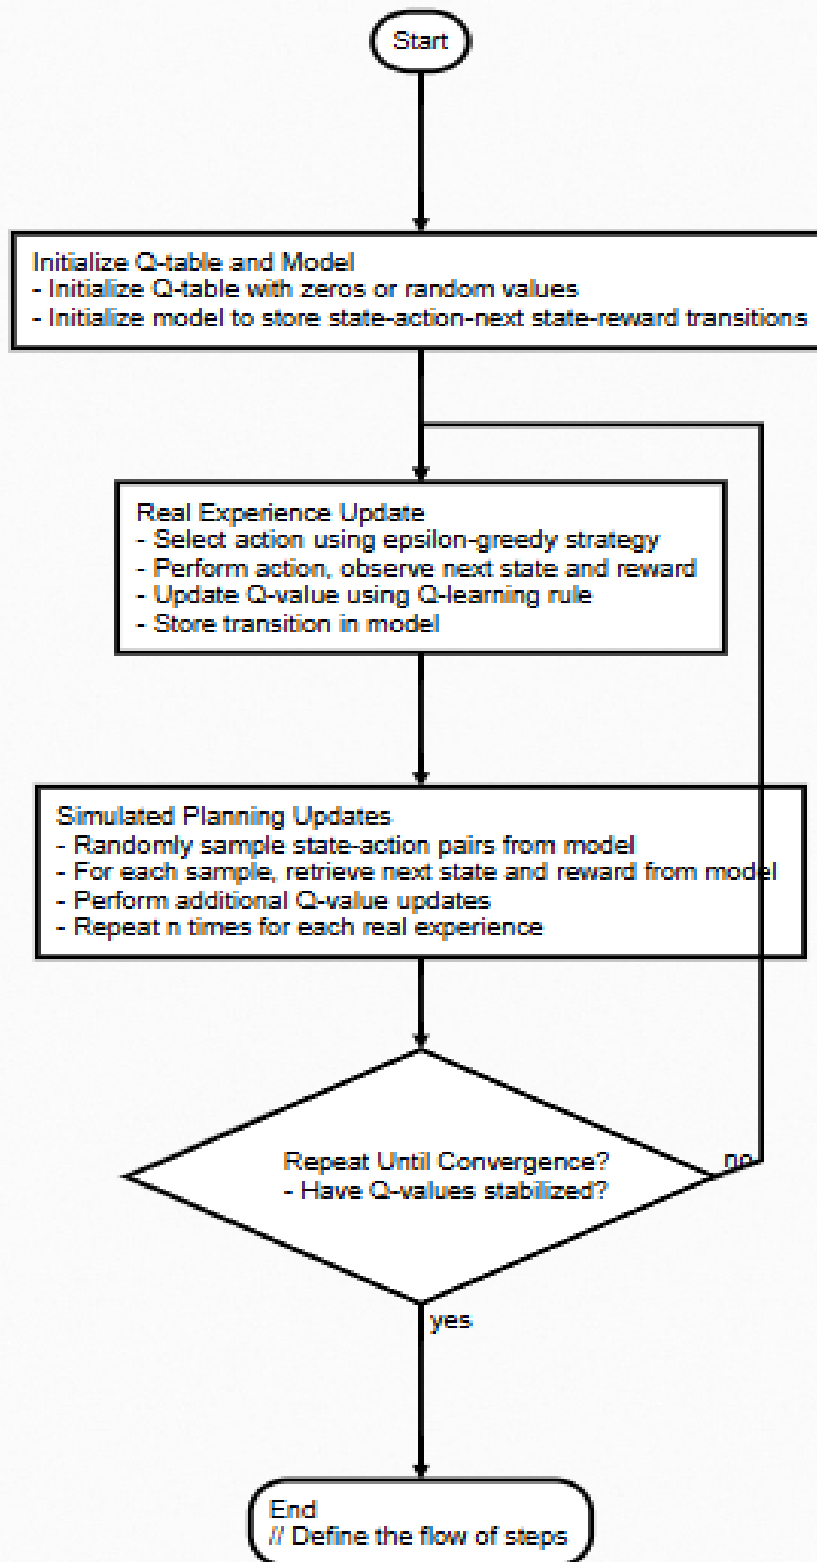 Start
Initialize Q-table and Model
- Initialize Q-table with zeros or random values
- Initialize model to store state-action-next state-reward transitions
Real Experience Update
- Select action using epsilon-greedy strategy
- Perform action, observe next state and reward
- Update Q-value using Q-learning rule
- Store transition in model
Simulated Planning Updates
- Randomly sample state-action pairs from model
- For each sample, retrieve next state and reward from model
- Perform additional Q-value updates
- Repeat n times for each real experience
Repeat Until Convergence?
- Have Q-values stabilized?
no
yes
End
// Define the flow of steps